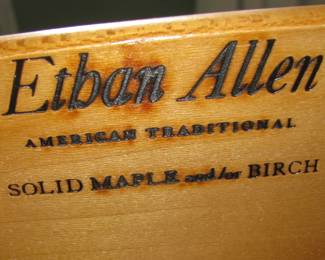 Ethan Allen
AMERICAN TRADITIONAL
SOLID MAPLE and/or BIRCH